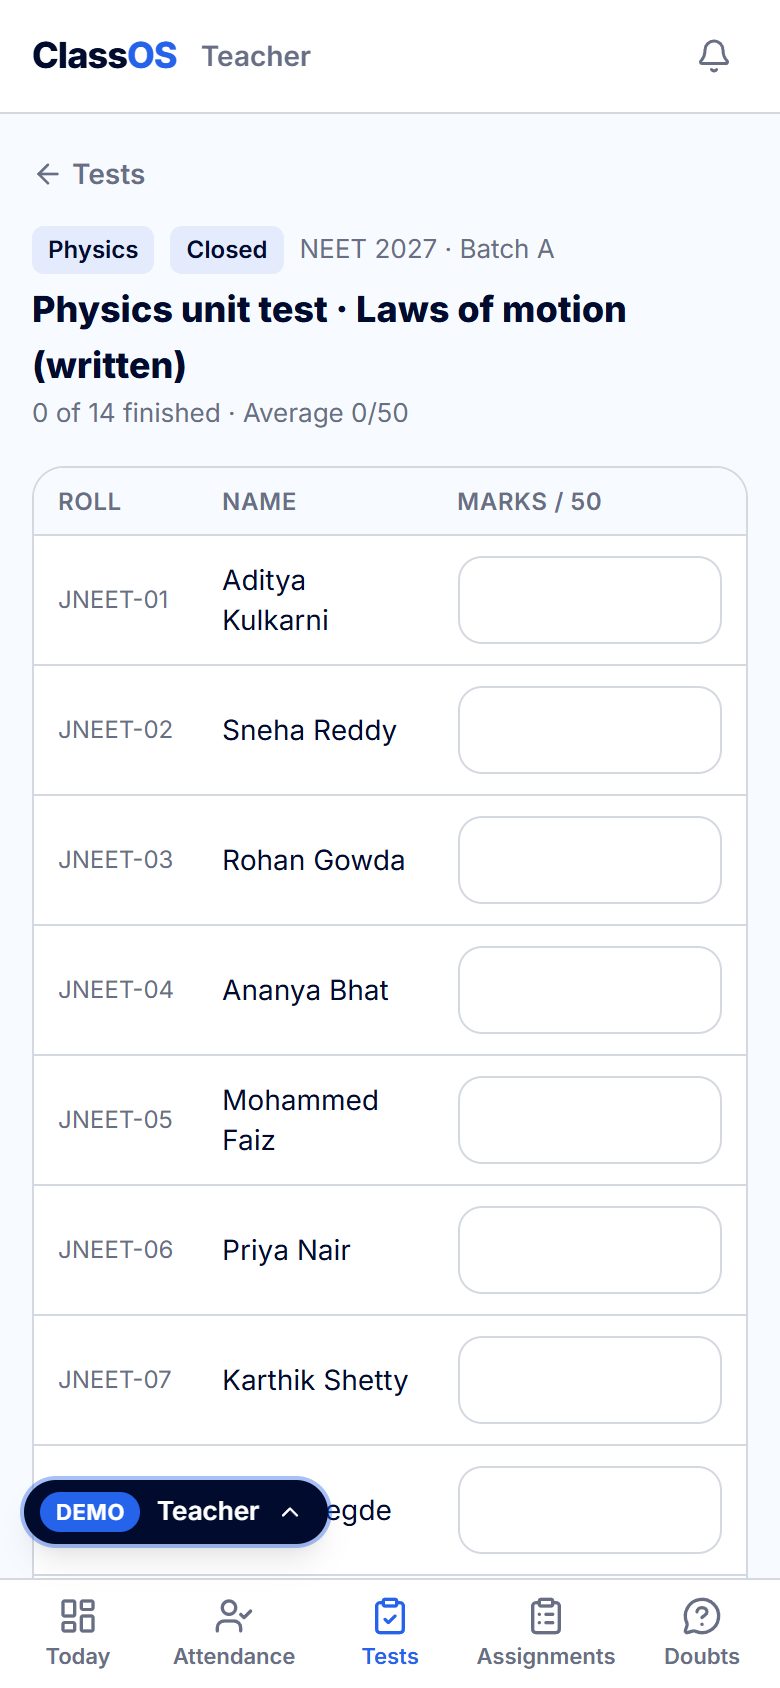 ClassOS Teacher
Tests
Physics Closed NEET 2027 · Batch A
Physics unit test · Laws of motion
(written)
0 of 14 finished · Average 0/50
ROLL NAME MARKS / 50
JNEET-01 Aditya
Kulkarni
JNEET-02 Sneha Reddy
JNEET-03 Rohan Gowda
JNEET-04 Ananya Bhat
JNEET-05 Mohammed
Faiz
JNEET-06 Priya Nair
JNEET-07 Karthik Shetty
DEMO Teacher
Today Attendance Tests Assignments Doubts